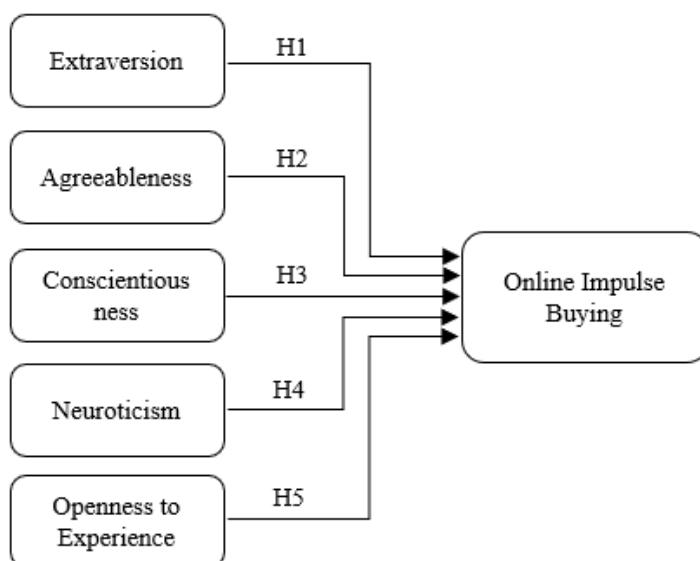 Extraversion
H1
Agreeableness
H2
Conscientious
ness
H3
Neuroticism
H4
Openness to
Experience
H5
Online Impulse
Buying